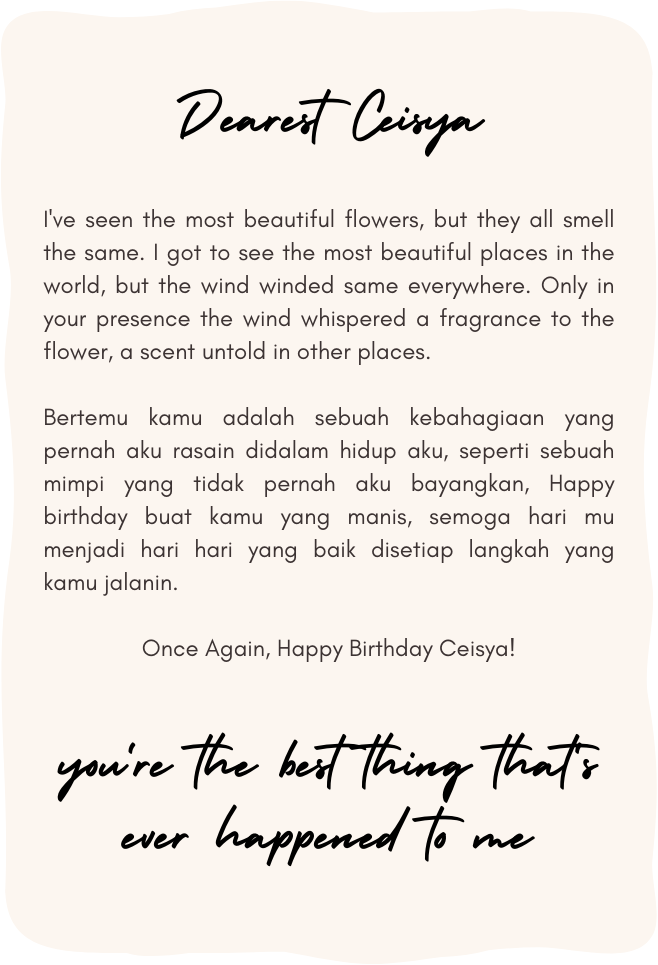 Dearest Ceisya
I've seen the most beautiful flowers, but they all smell
the same. I got to see the most beautiful places in the
world, but the wind winded same everywhere. Only in
your presence the wind whispered a fragrance to the
flower, a scent untold in other places.
Bertemu kamu adalah sebuah kebahagiaan yang
pernah aku rasain didalam hidup aku, seperti sebuah
mimpi yang tidak pernah aku bayangkan, Happy
birthday buat kamu yang manis, semoga hari mu
menjadi hari hari yang baik disetiap langkah yang
kamu jalanin.
Once Again, Happy Birthday Ceisya!
you're the best thing that's
ever happened to me